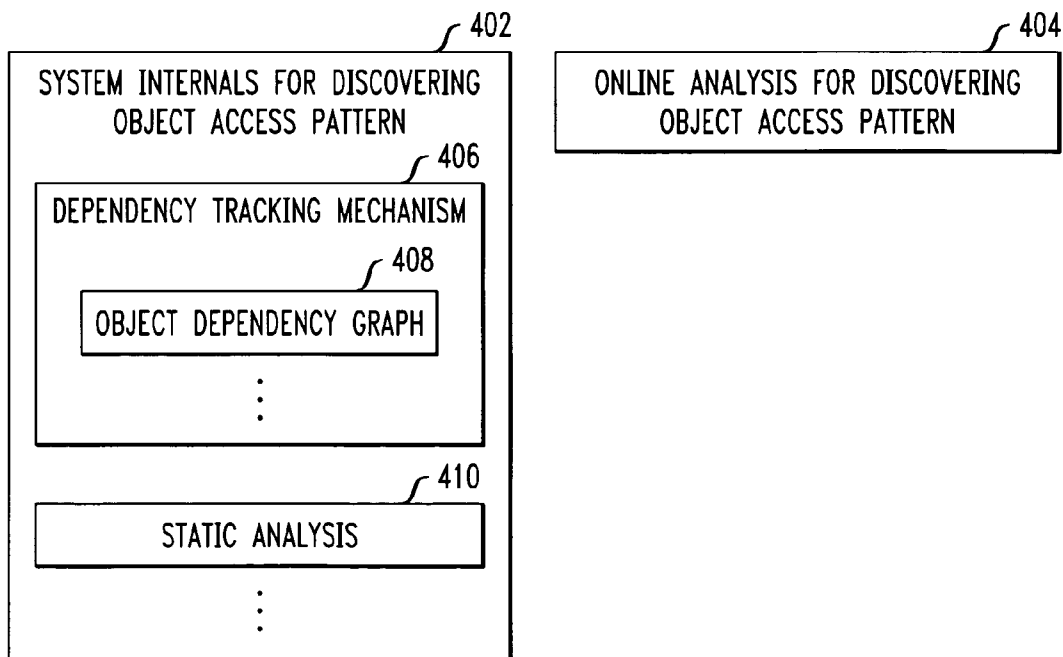 402
SYSTEM INTERNALS FOR DISCOVERING
OBJECT ACCESS PATTERN
406
DEPENDENCY TRACKING MECHANISM
408
OBJECT DEPENDENCY GRAPH
410
STATIC ANALYSIS
404
ONLINE ANALYSIS FOR DISCOVERING
OBJECT ACCESS PATTERN